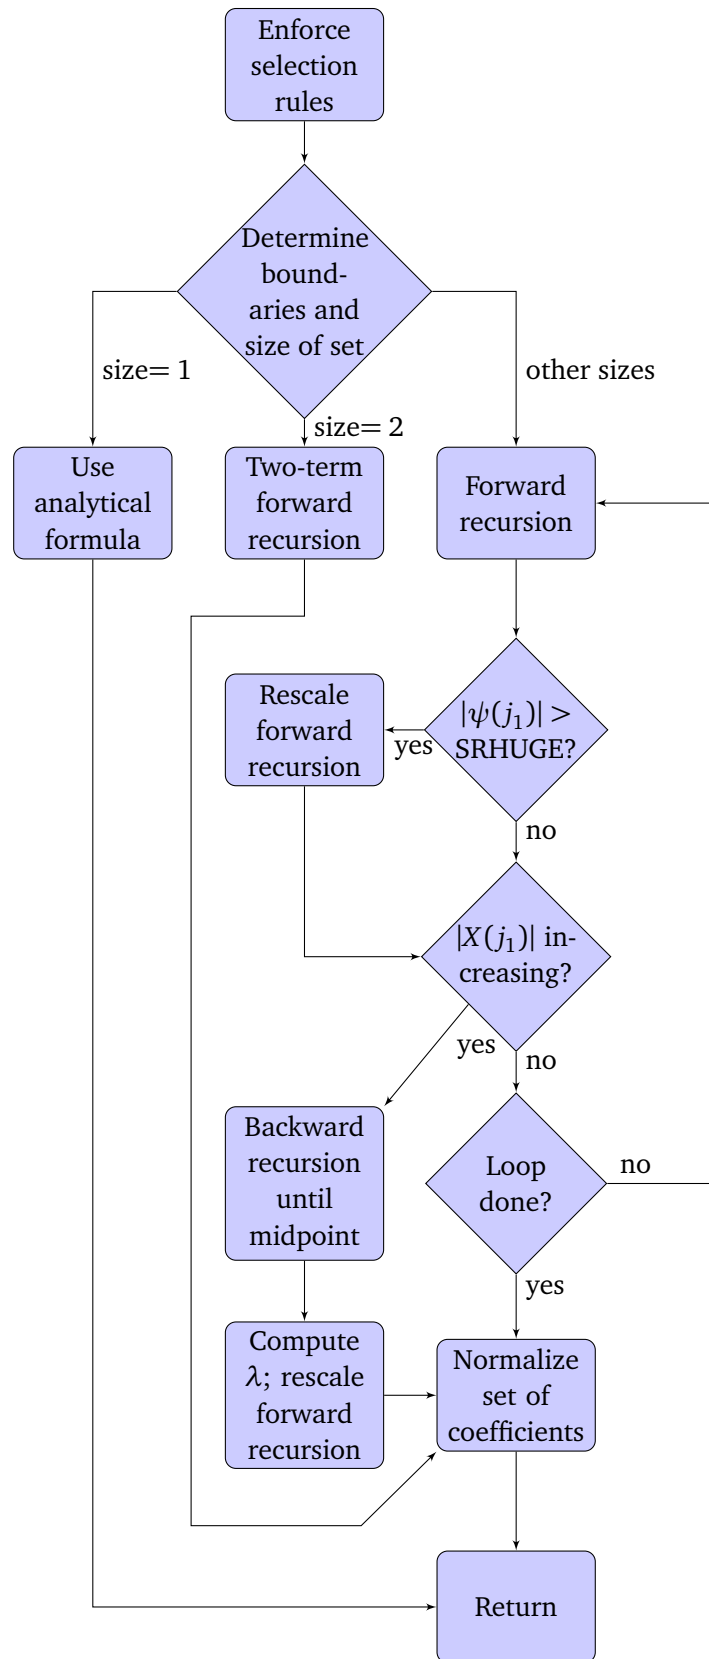 Enforce
selection
rules
Determine
bound-
aries and
size of set
size= 1
size= 2
other sizes
Use
analytical
formula
Two-term
forward
recursion
Forward
recursion
Rescale
forward
recursion
yes
|ψ(j₁)| >
SRHUGE?
no
|X(j₁)| in-
creasing?
yes
no
Backward
recursion
until
midpoint
Loop
done?
no
yes
Compute
λ; rescale
forward
recursion
Normalize
set of
coefficients
Return